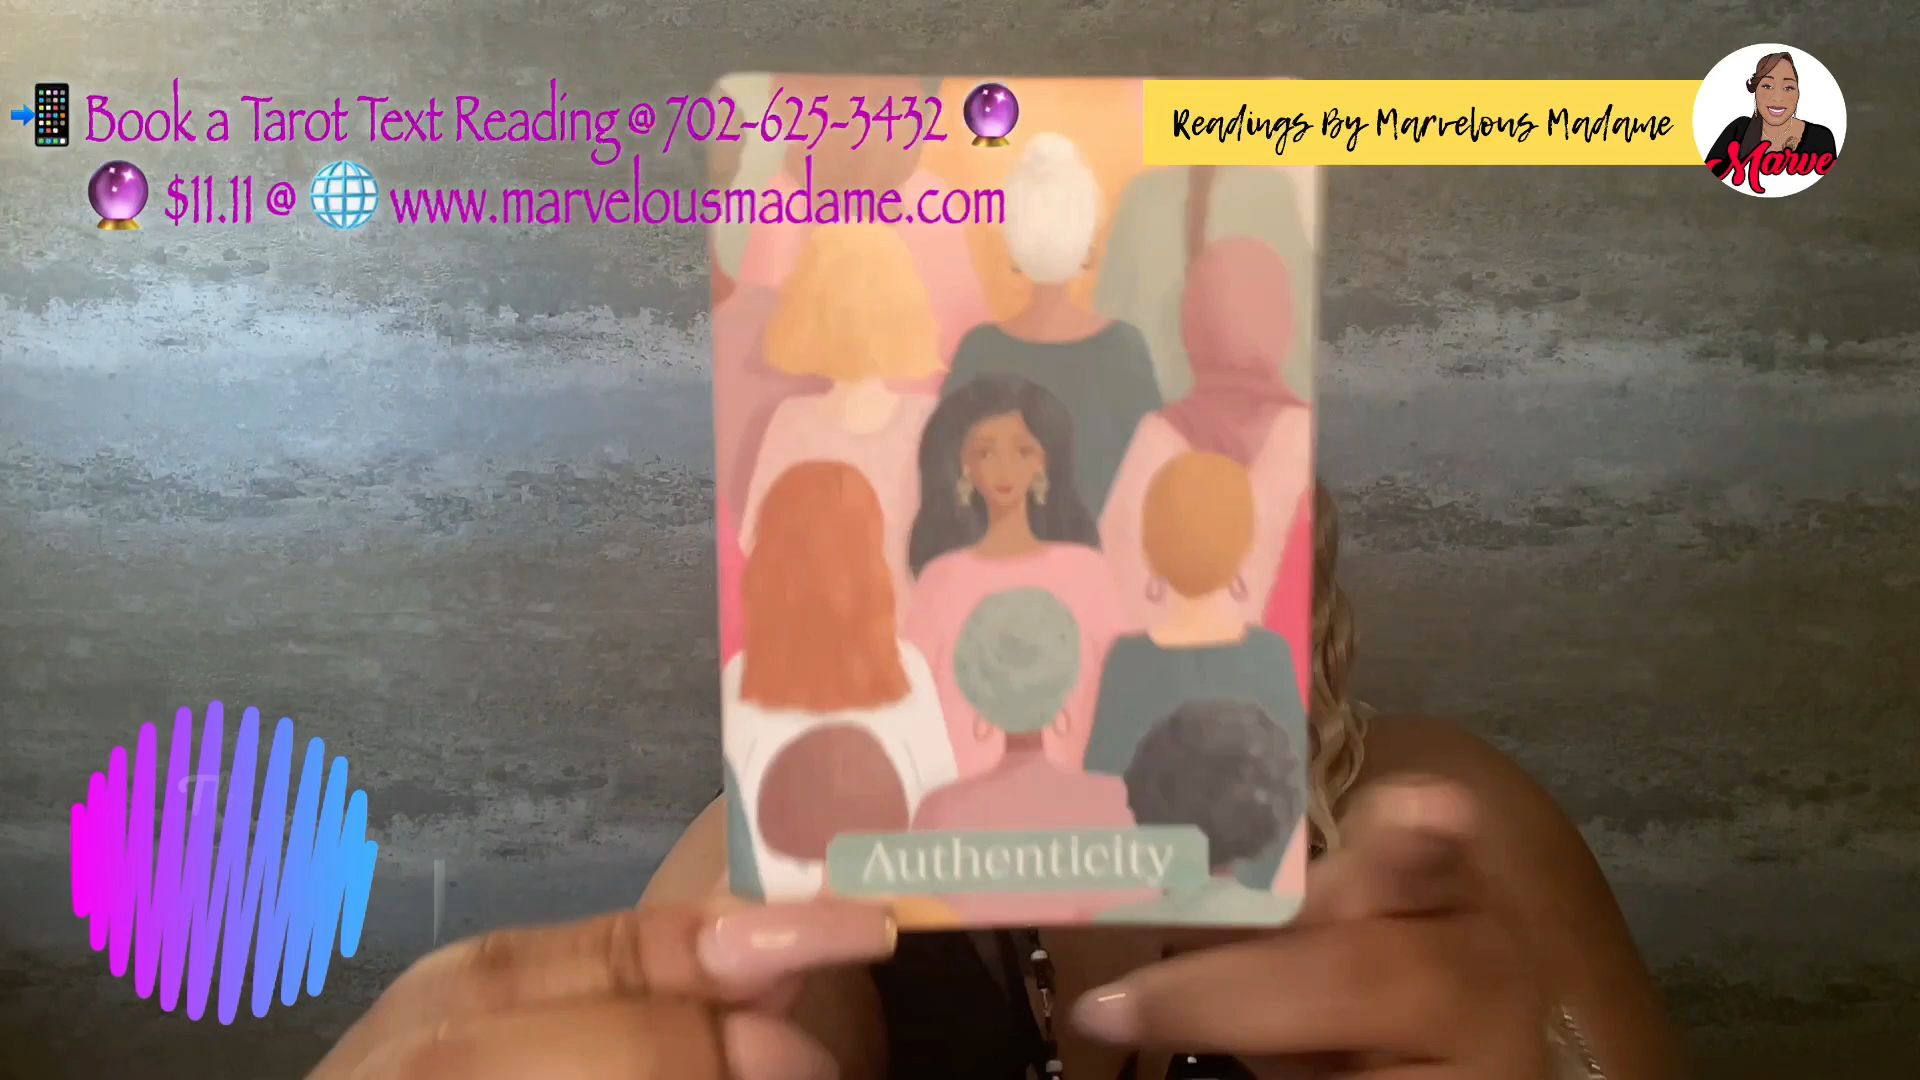 Book a Tarot Text Reading @ 702-625-3432
$11.11 @ www.marvelousmadame.com
Readings By Marvelous Madame
Marve
Authenticity